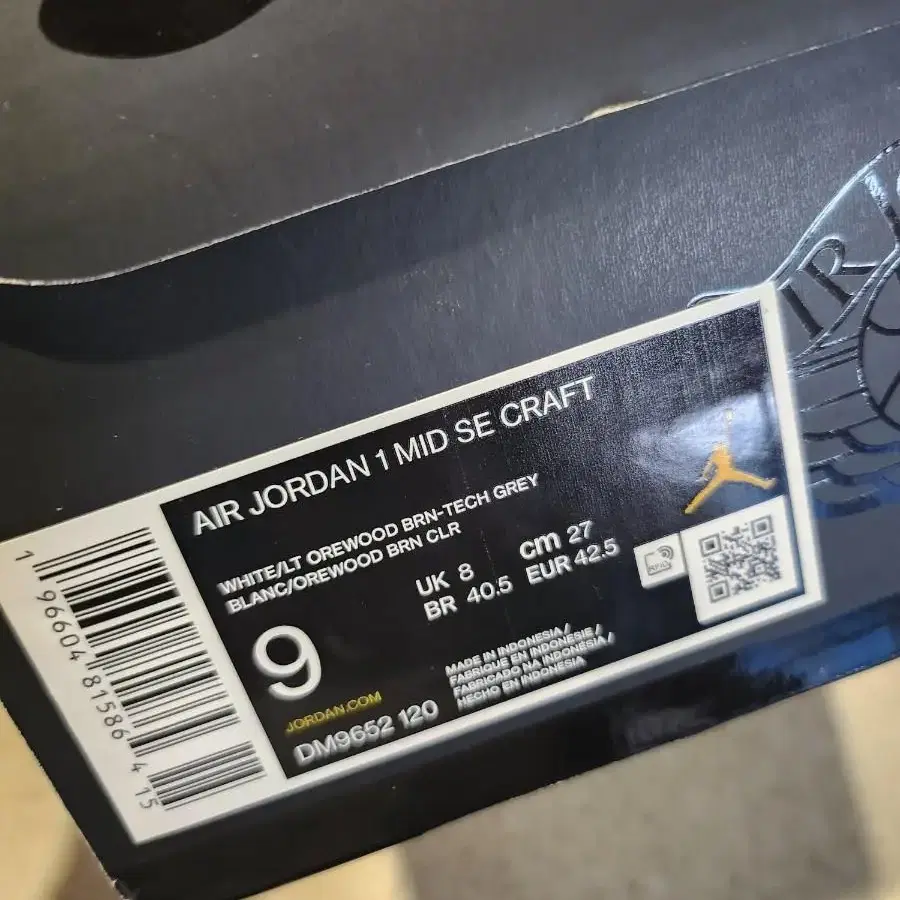 AIR
AIR JORDAN 1 MID SE CRAFT
WHITE/LT OREWOOD BRN-TECH GREY
BLANC/OREWOOD BRN CLR
UK 8 cm 27
BR 40.5 EUR 42.5
9
JORDAN.COM
DM9652 120
MADE IN INDONESIA/
FABRIQUE EN INDONESIE/
FABRICADO NA INDONESIA/
HECHO EN INDONESIA
RFID
1 96604 81586 4 15